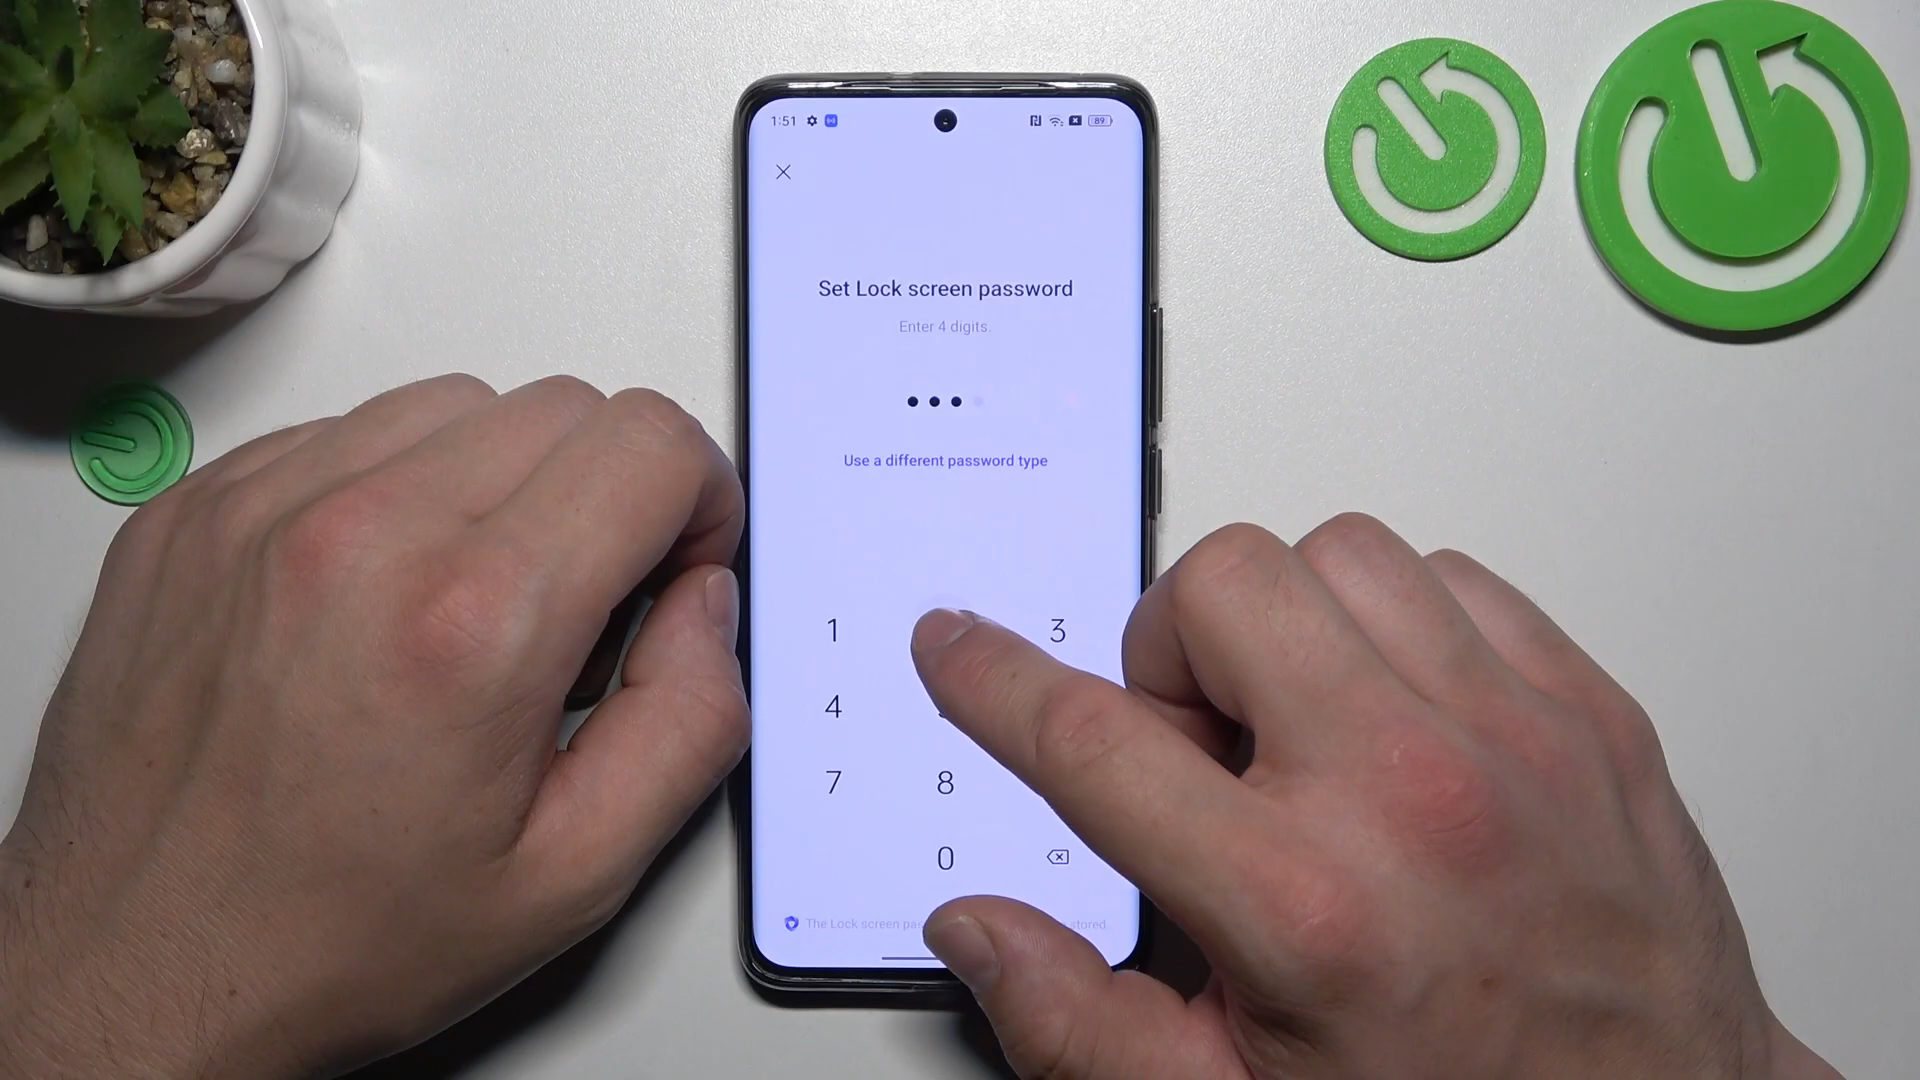 1:51 89
Set Lock screen password
Enter 4 digits.
Use a different password type
1 3
4
7 8
0
The Lock screen stored.